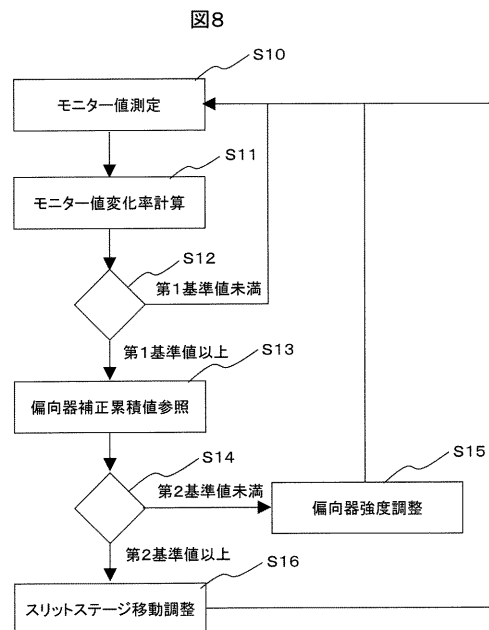 図8
S10
モニター値測定
S11
モニター値変化率計算
S12
第1基準値未満
第1基準値以上
S13
偏向器補正累積値参照
S14
第2基準値未満
S15
偏向器強度調整
第2基準値以上
S16
スリットステージ移動調整